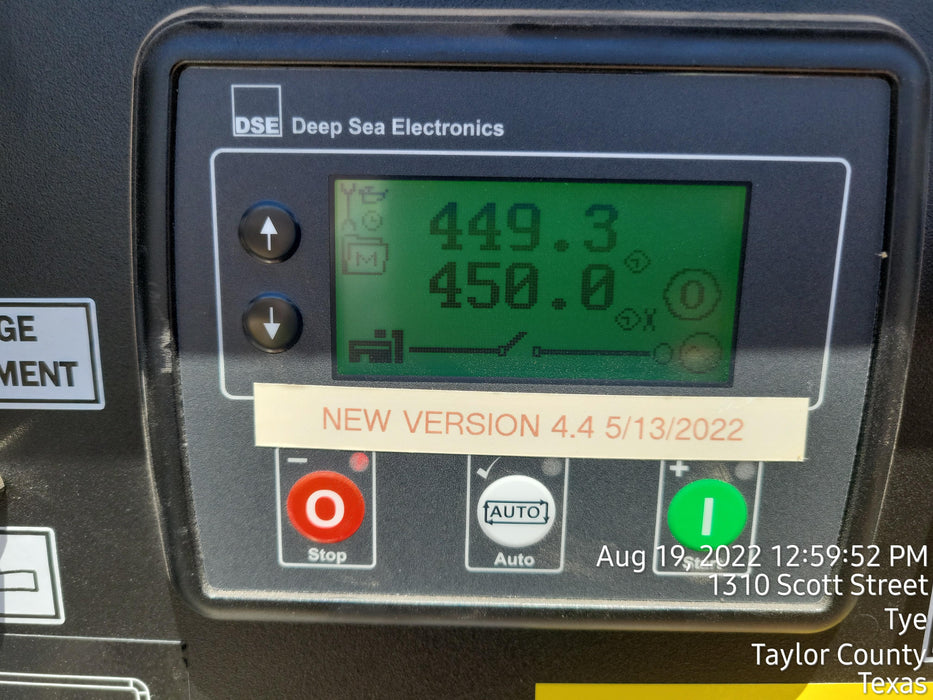 DSE Deep Sea Electronics
449.3
M
450.0
O
GE
MENT
NEW VERSION 4.4 5/13/2022
O
AUTO
I
Stop
Auto
Start
Aug 19, 2022 12:59:52 PM
1310 Scott Street
Tye
Taylor County
Texas